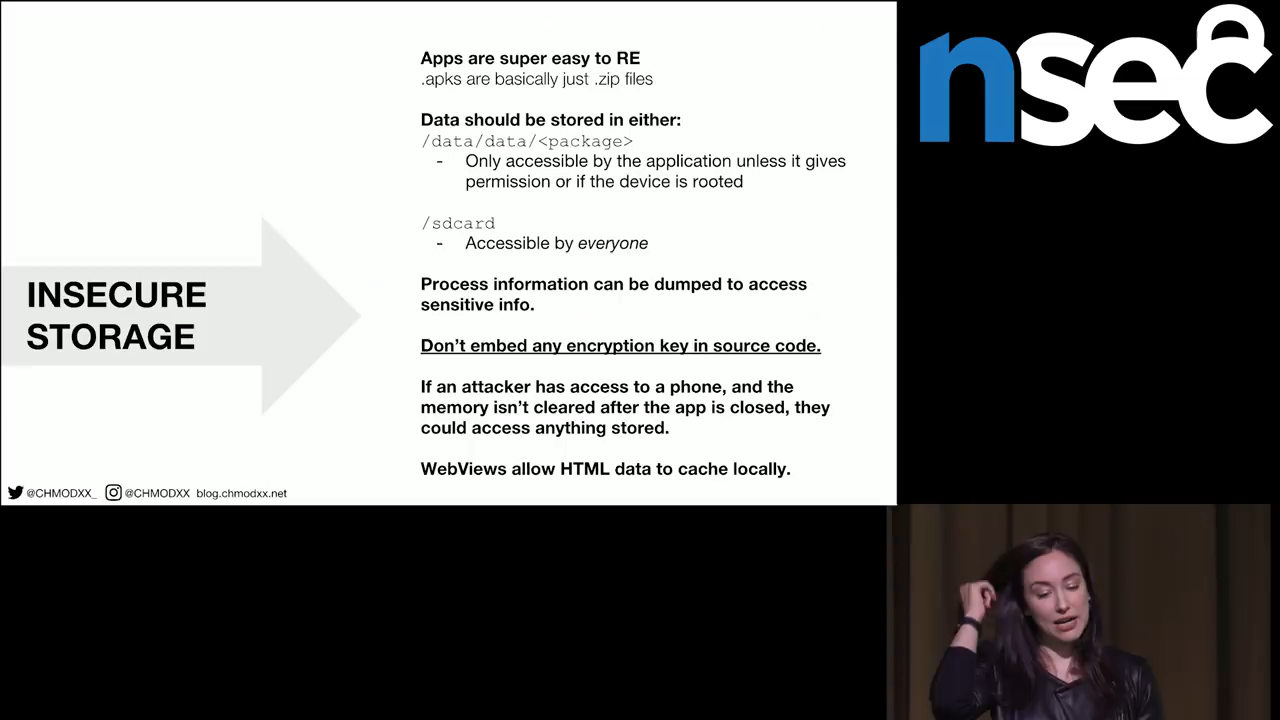 Apps are super easy to RE
.apks are basically just .zip files
Data should be stored in either:
/data/data/<package>
- Only accessible by the application unless it gives
permission or if the device is rooted
/sdcard
- Accessible by everyone
Process information can be dumped to access
sensitive info.
Don't embed any encryption key in source code.
If an attacker has access to a phone, and the
memory isn't cleared after the app is closed, they
could access anything stored.
WebViews allow HTML data to cache locally.
INSECURE
STORAGE
@CHMODXX_ @CHMODXX blog.chmodxx.net
nsec